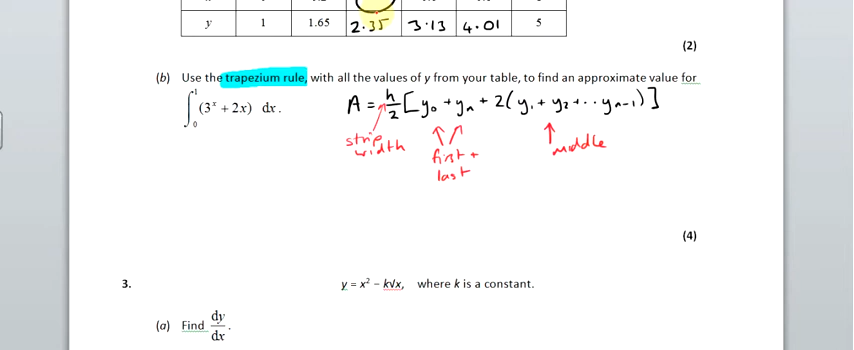 y 1 1.65 2.35 3.13 4.01 5
(2)
(b) Use the trapezium rule, with all the values of y from your table, to find an approximate value for
∫₀¹ (3ˣ + 2x) dx. A = h/2 [y₀ + yₙ + 2(y₁ + y₂ + .. yₙ₋₁)]
strip width
first + last
middle
(4)
3. y = x² – k√x, where k is a constant.
(a) Find dy/dx.